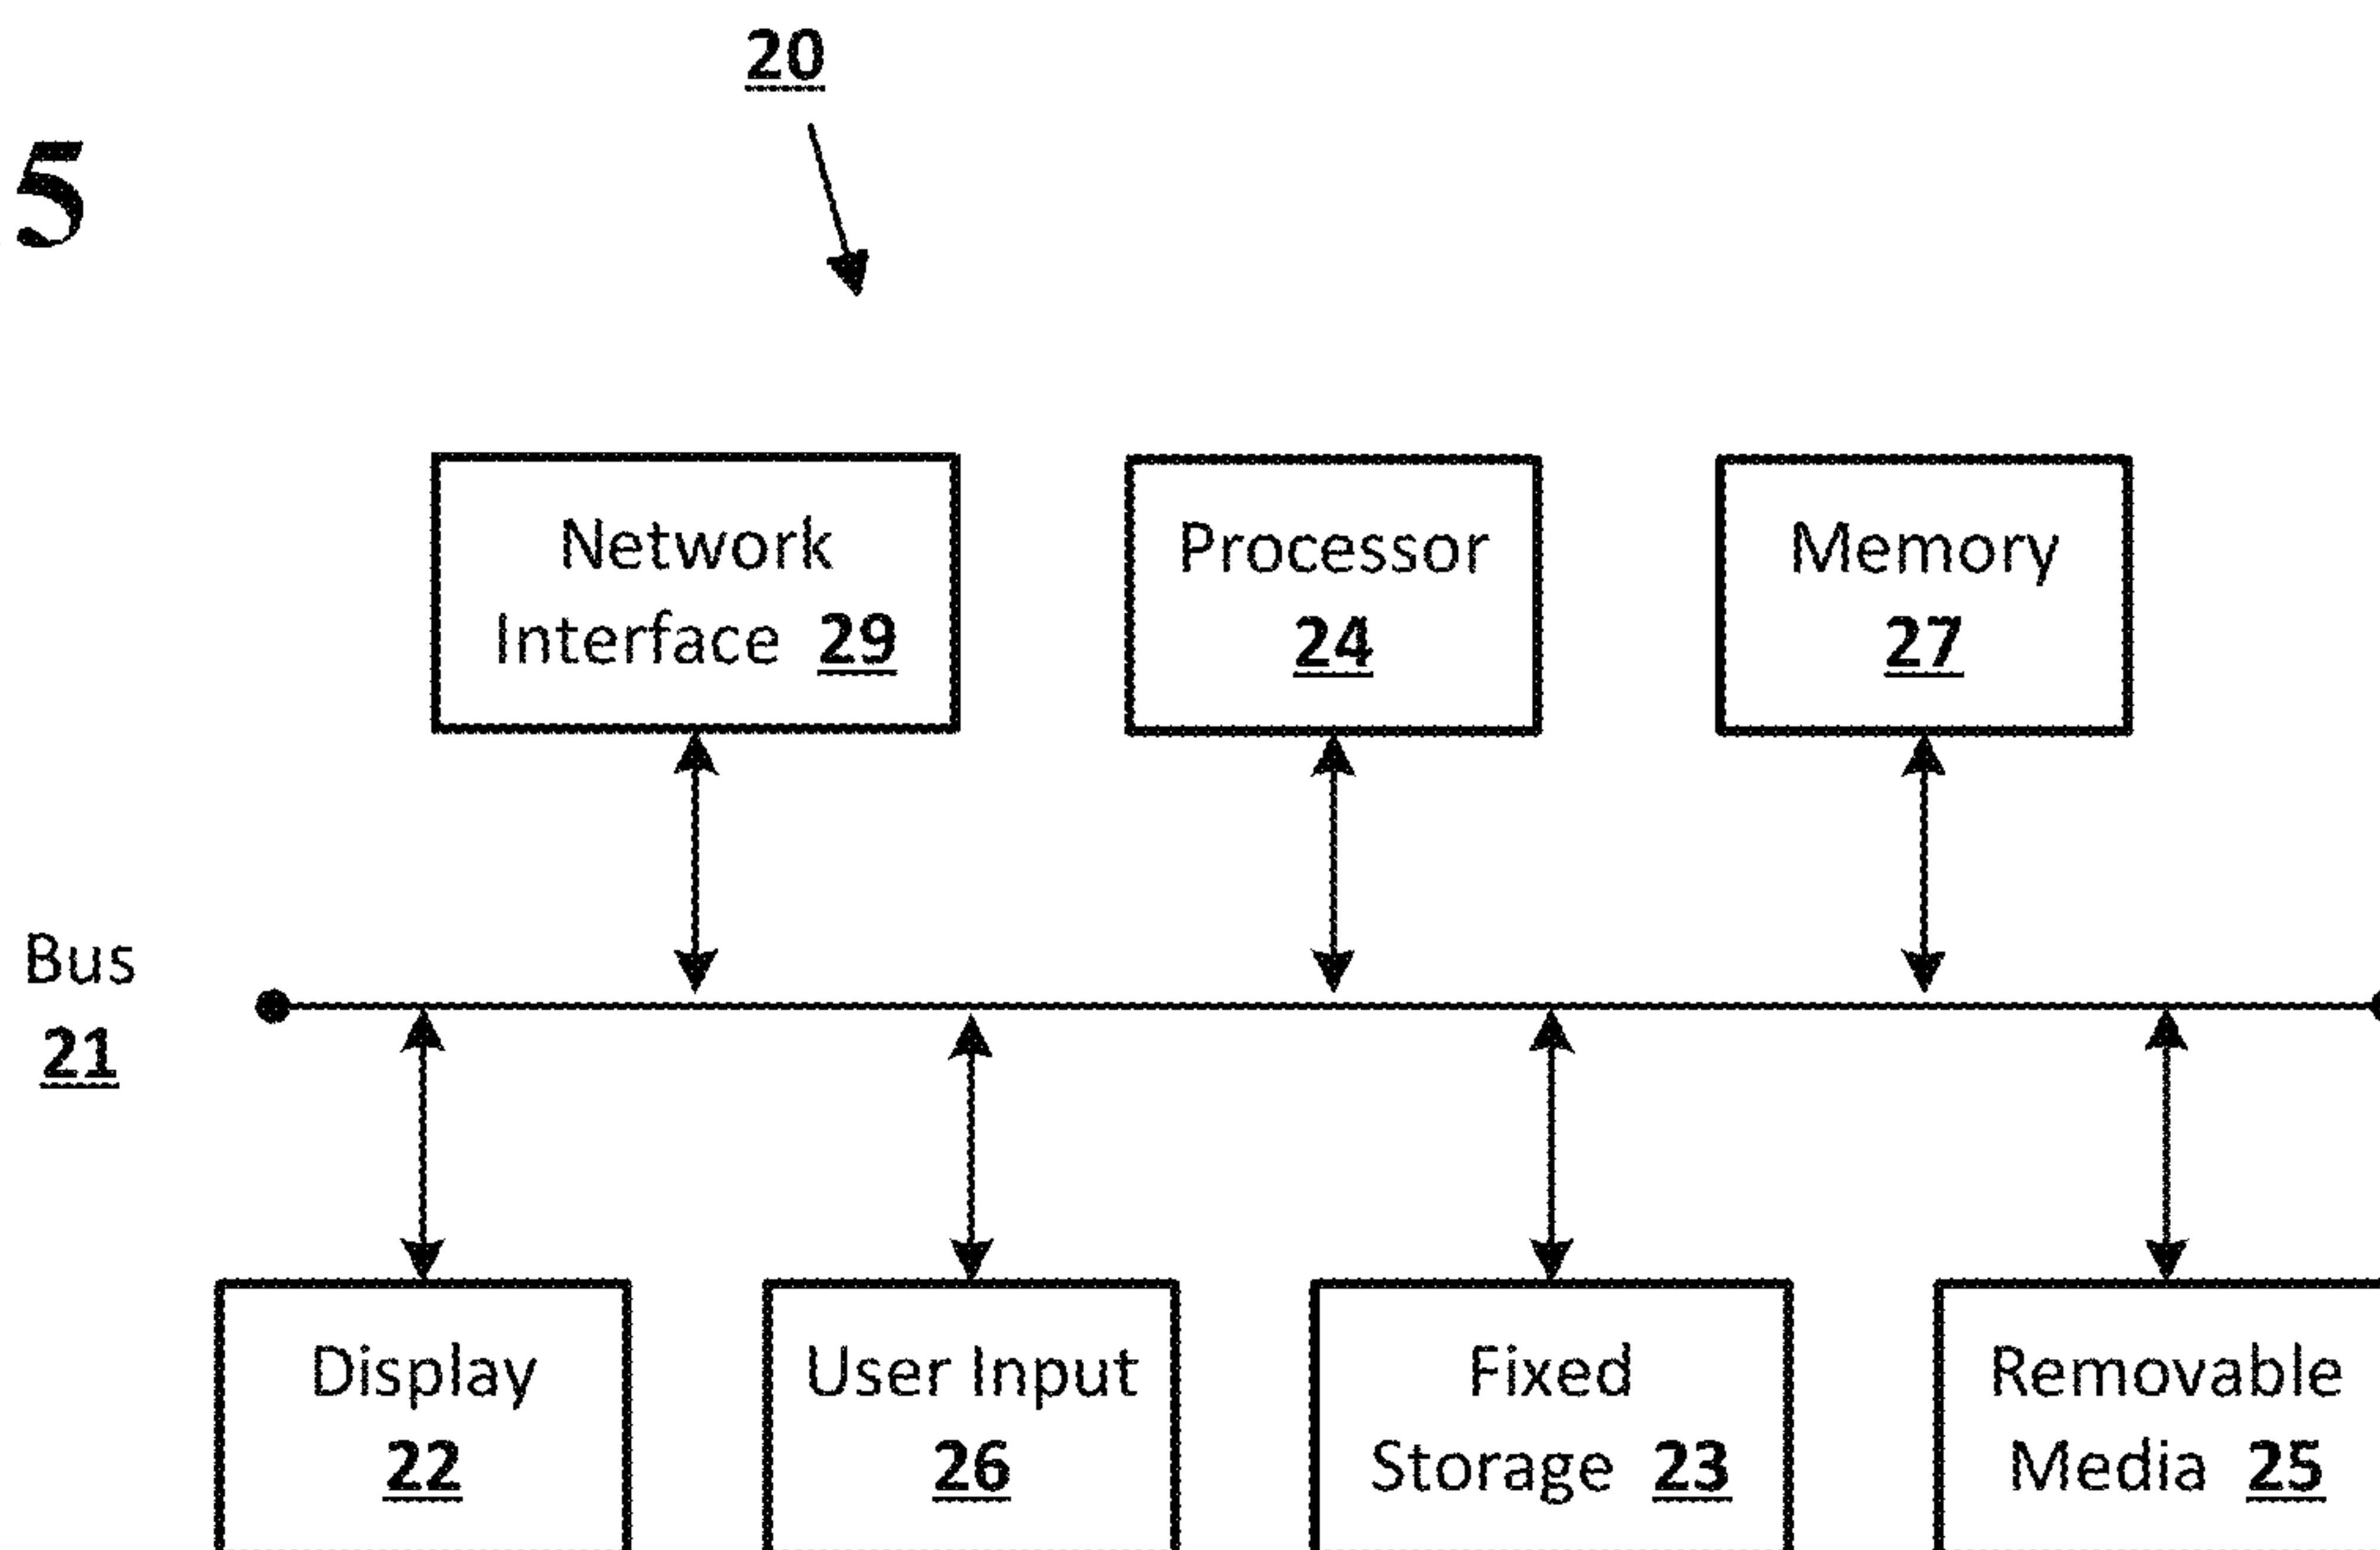 20
5
Network
Interface 29
Processor
24
Memory
27
Bus
21
Display
22
User Input
26
Fixed
Storage 23
Removable
Media 25